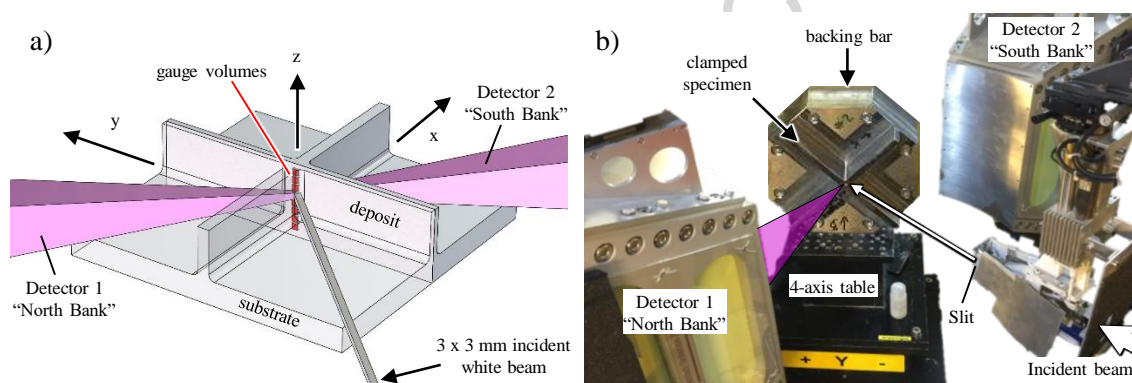 a)
gauge volumes
z
Detector 2
“South Bank”
y
x
deposit
Detector 1
“North Bank”
substrate
3 x 3 mm incident
white beam
b)
backing bar
Detector 2
“South Bank”
clamped
specimen
4-axis table
Detector 1
“North Bank”
Slit
+ Y -
Incident beam